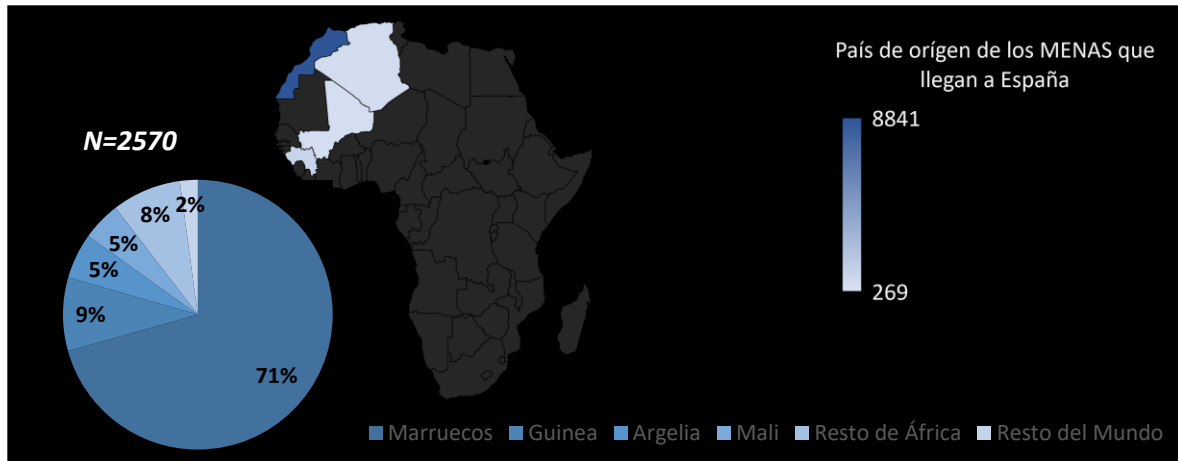 País de orígen de los MENAS que
llegan a España
8841
269
N=2570
2%
8%
5%
5%
9%
71%
Marruecos Guinea Argelia Mali Resto de África Resto del Mundo